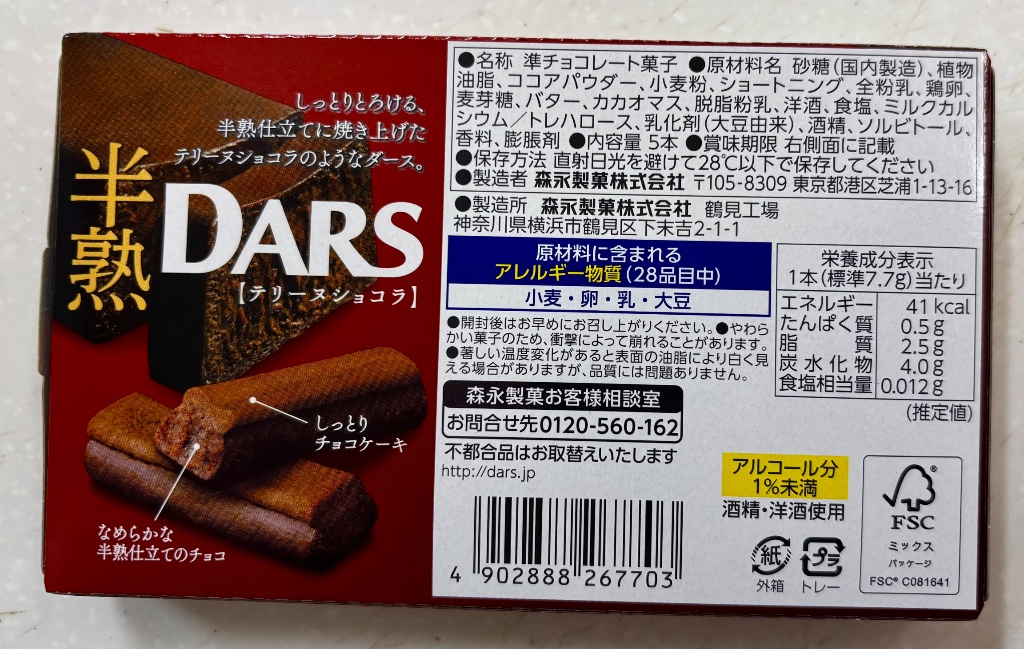 しっとりとろける、
半熟仕立てに焼き上げた
テリーヌショコラのようなダース。
半熟
DARS
【テリーヌショコラ】
しっとり
チョコケーキ
なめらかな
半熟仕立てのチョコ
●名称 準チョコレート菓子 ●原材料名 砂糖(国内製造)、植物
油脂、ココアパウダー、小麦粉、ショートニング、全粉乳、鶏卵、
麦芽糖、バター、カカオマス、脱脂粉乳、洋酒、食塩、ミルクカル
シウム/トレハロース、乳化剤(大豆由来)、酒精、ソルビトール、
香料、膨脹剤 ●内容量 5本 ●賞味期限 右側面に記載
●保存方法 直射日光を避けて28℃以下で保存してください
●製造者 森永製菓株式会社 〒105-8309 東京都港区芝浦1-13-16
●製造所 森永製菓株式会社 鶴見工場
神奈川県横浜市鶴見区下末吉2-1-1
原材料に含まれる
アレルギー物質(28品目中)
小麦・卵・乳・大豆
●開封後はお早めにお召し上がりください。●やわら
かい菓子のため、衝撃によって崩れることがあります。
●著しい温度変化があると表面の油脂により白く見え
る場合がありますが、品質には問題ありません。
森永製菓お客様相談室
お問合せ先0120-560-162
不都合品はお取替えいたします
http://dars.jp
4 902888 267703
栄養成分表示
1本(標準7.7g)当たり
エネルギー 41 kcal
たんぱく質 0.5g
脂質 2.5g
炭水化物 4.0g
食塩相当量 0.012g
(推定値)
アルコール分
1%未満
酒精・洋酒使用
紙
外箱
プラ
トレー
FSC
ミックス
パッケージ
FSC® C081641